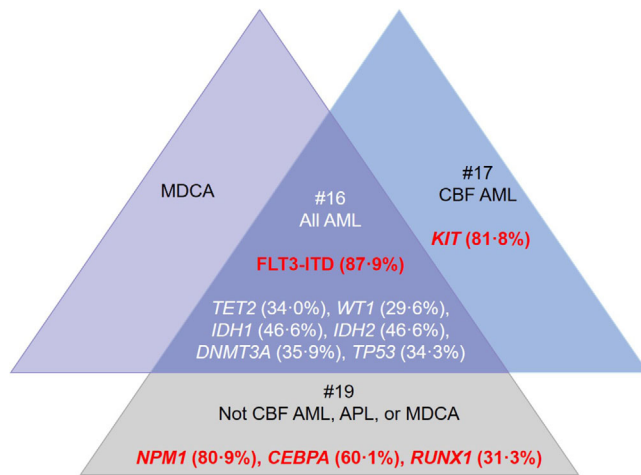 MDCA
#17
CBF AML
KIT (81·8%)
#16
All AML
FLT3-ITD (87·9%)
TET2 (34·0%), WT1 (29·6%),
IDH1 (46·6%), IDH2 (46·6%),
DNMT3A (35·9%), TP53 (34·3%)
#19
Not CBF AML, APL, or MDCA
NPM1 (80·9%), CEBPA (60·1%), RUNX1 (31·3%)